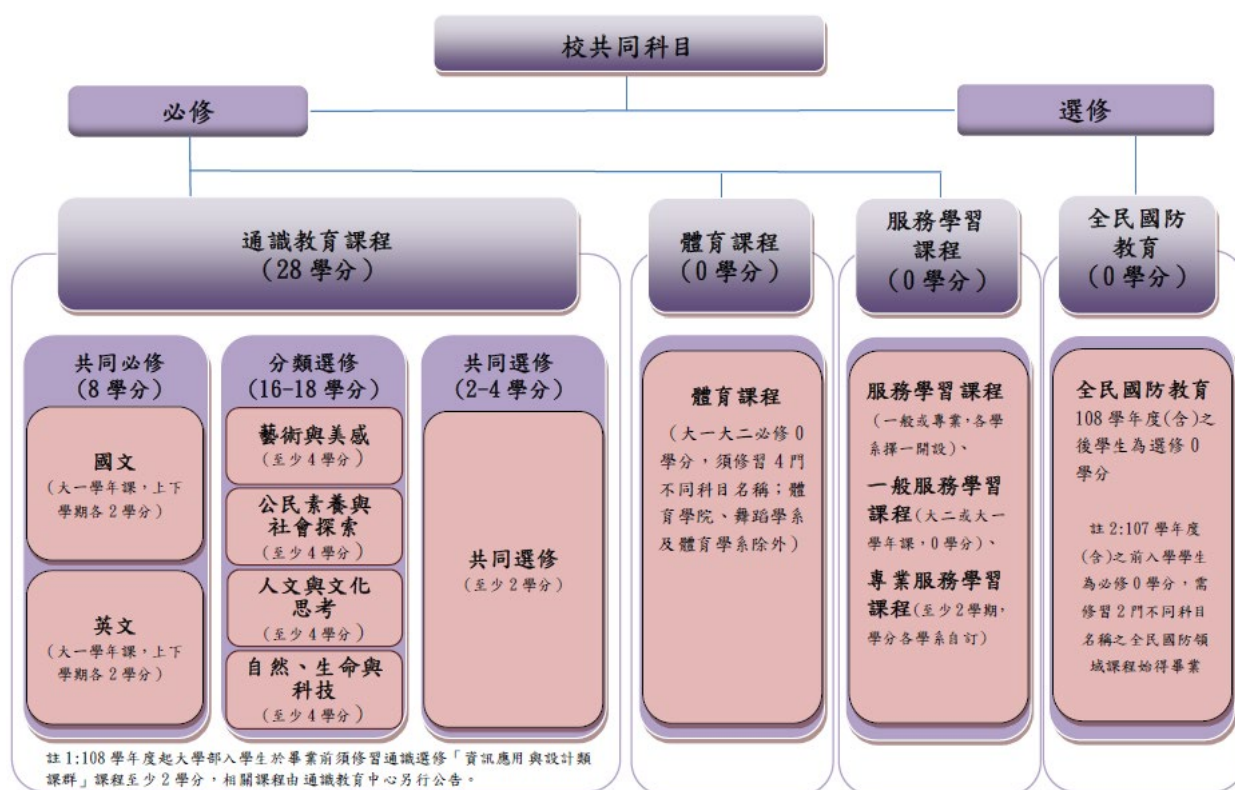 校共同科目
必修
選修
通識教育課程
(28 學分)
共同必修
(8 學分)
國文
(大一學年課，上下
學期各 2 學分)
英文
(大一學年課，上下
學期各 2 學分)
分類選修
(16-18 學分)
藝術與美感
(至少 4 學分)
公民素養與
社會探索
(至少 4 學分)
人文與文化
思考
(至少 4 學分)
自然、生命與
科技
(至少 4 學分)
共同選修
(2-4 學分)
共同選修
(至少 2 學分)
註 1:108 學年度起大學部入學生於畢業前須修習通識選修「資訊應用與設計類
課群」課程至少 2 學分，相關課程由通識教育中心另行公告。
體育課程
(0 學分)
體育課程
(大一大二必修 0
學分，須修習 4 門
不同科目名稱；體
育學院、舞蹈學系
及體育學系除外)
服務學習
課程
(0 學分)
服務學習課程
(一般或專業，各學
系擇一開設)、
一般服務學習
課程(大二或大一
學年課，0 學分)、
專業服務學習
課程(至少 2 學期，
學分各學系自訂)
全民國防
教育
(0 學分)
全民國防教育
108 學年度(含)之
後學生為選修 0
學分
註 2:107 學年度
(含)之前入學學生
為必修 0 學分，需
修習 2 門不同科目
名稱之全民國防領
域課程始得畢業